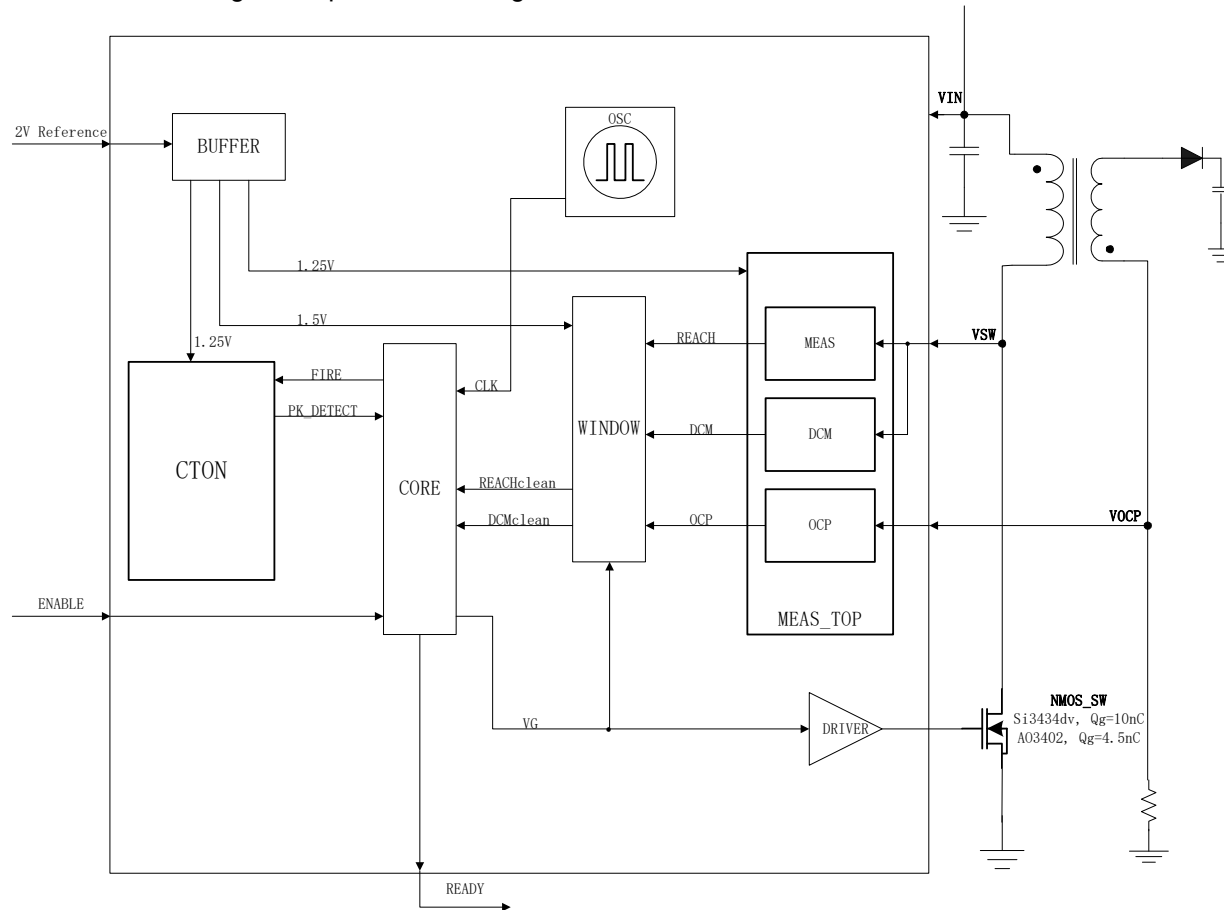 VIN
OSC
2V Reference
BUFFER
1.25V
1.5V
1.25V
REACH
MEAS
VSW
FIRE
CLK
PK_DETECT
WINDOW
DCM
DCM
CTON
CORE
REACHclean
DCMclean
OCP
OCP
VOCP
ENABLE
MEAS_TOP
NMOS_SW
Si3434dv, Qg=10nC
AO3402, Qg=4.5nC
VG
DRIVER
READY